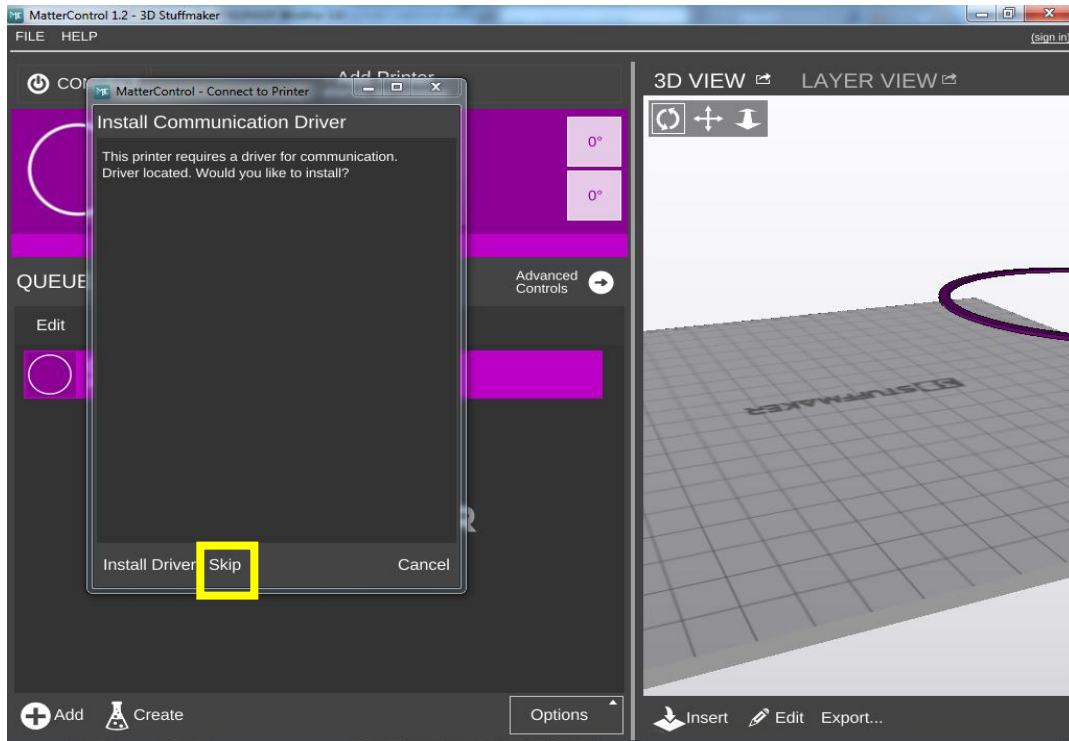 MatterControl 1.2 - 3D Stuffmaker
FILE HELP
(sign in)
Add Printer
MatterControl - Connect to Printer
Install Communication Driver
This printer requires a driver for communication.
Driver located. Would you like to install?
Install Driver Skip Cancel
0°
0°
QUEUE
Advanced
Controls
Edit
Add Create Options
3D VIEW LAYER VIEW
3D STUFFMAKER
Insert Edit Export...